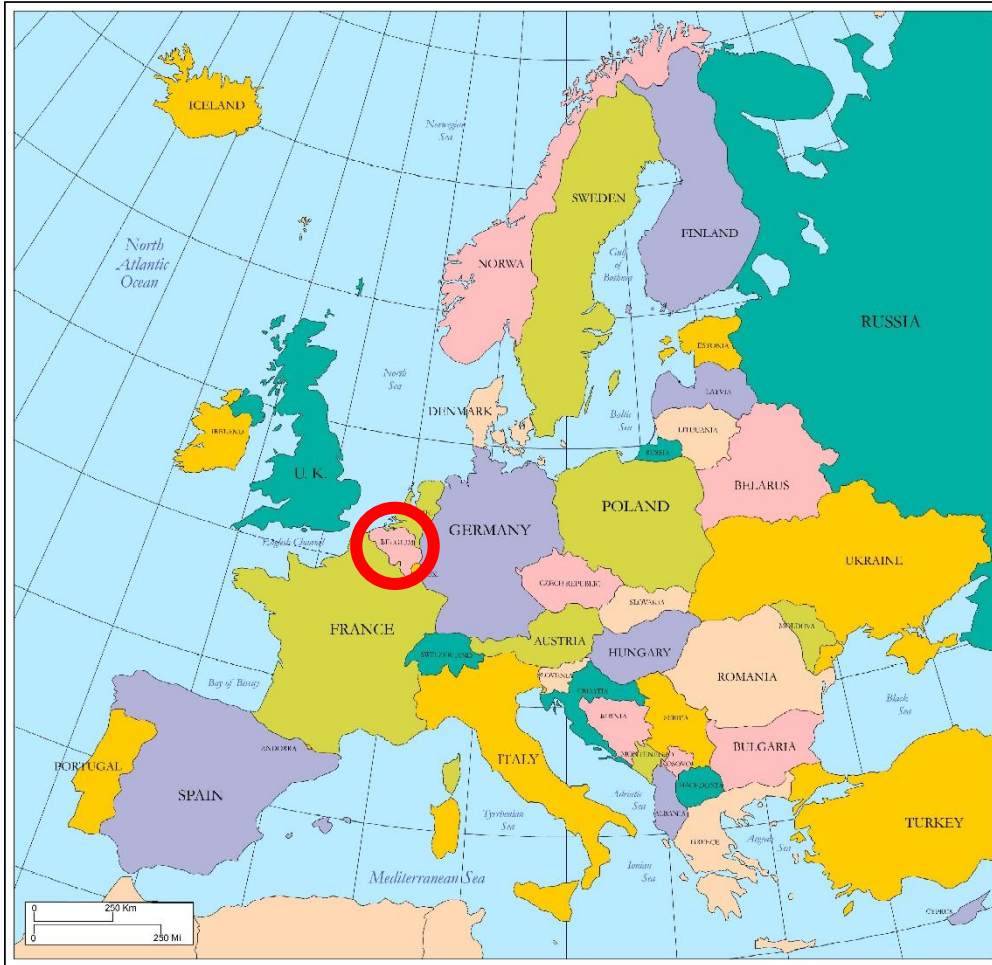 ICELAND
Norwegian
Sea
SWEDEN
FINLAND
North
Atlantic
Ocean
NORWA
Gulf
of
Bothnia
RUSSIA
ESTONIA
North
Sea
LATVIA
DENMARK
Baltic
Sea
LITHUANIA
IRELAND
RUSSIA
U. K.
BELARUS
POLAND
GERMANY
English Channel
BELGIUM
UKRAINE
CZECH REPUBLIC
SLOVAKIA
FRANCE
AUSTRIA
MOLDOVA
HUNGARY
SWITZERLAND
ROMANIA
SLOVENIA
Bay of Biscay
CROATIA
Black
Sea
BOSNIA
SERBIA
ANDORRA
BULGARIA
MONTENEGRO
ITALY
KOSOVO
PORTUGAL
MACEDONIA
SPAIN
Adriatic
Sea
Tyrrhenian
Sea
ALBANIA
TURKEY
GREECE
Aegean
Sea
Ionian
Sea
Mediterranean Sea
CYPRUS
0 250 Km
0 250 Mi